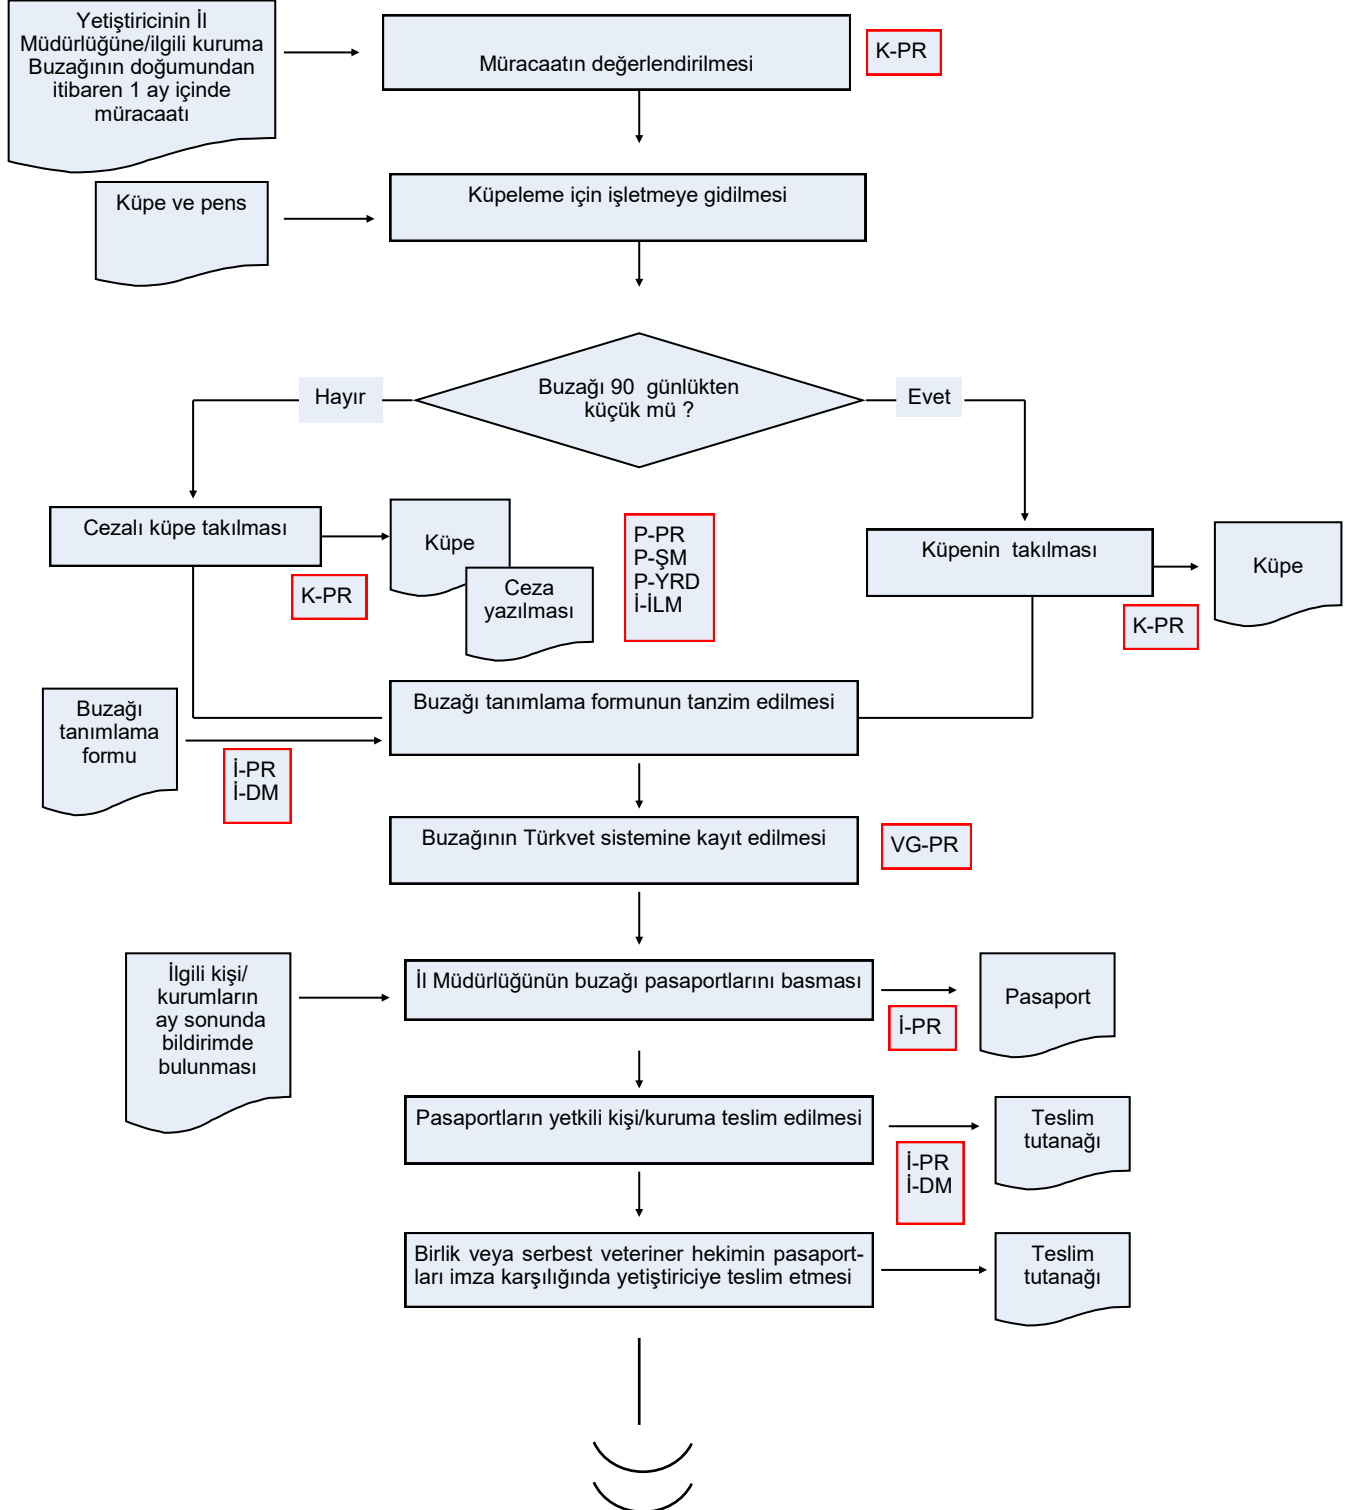 Yetiştiricinin İl
Müdürlüğüne/ilgili kuruma
Buzağının doğumundan
itibaren 1 ay içinde
müracaatı
Müracaatın değerlendirilmesi
K-PR
Küpe ve pens
Küpeleme için işletmeye gidilmesi
Buzağı 90 günlükten
küçük mü ?
Hayır
Evet
Cezalı küpe takılması
K-PR
Küpe
Ceza
yazılması
P-PR
P-ŞM
P-YRD
İ-İLM
Küpenin takılması
K-PR
Küpe
Buzağı
tanımlama
formu
İ-PR
İ-DM
Buzağı tanımlama formunun tanzim edilmesi
Buzağının Türkvet sistemine kayıt edilmesi
VG-PR
İlgili kişi/
kurumların
ay sonunda
bildirimde
bulunması
İl Müdürlüğünün buzağı pasaportlarını basması
İ-PR
Pasaport
Pasaportların yetkili kişi/kuruma teslim edilmesi
İ-PR
İ-DM
Teslim
tutanağı
Birlik veya serbest veteriner hekimin pasaport-
ları imza karşılığında yetiştiriciye teslim etmesi
Teslim
tutanağı